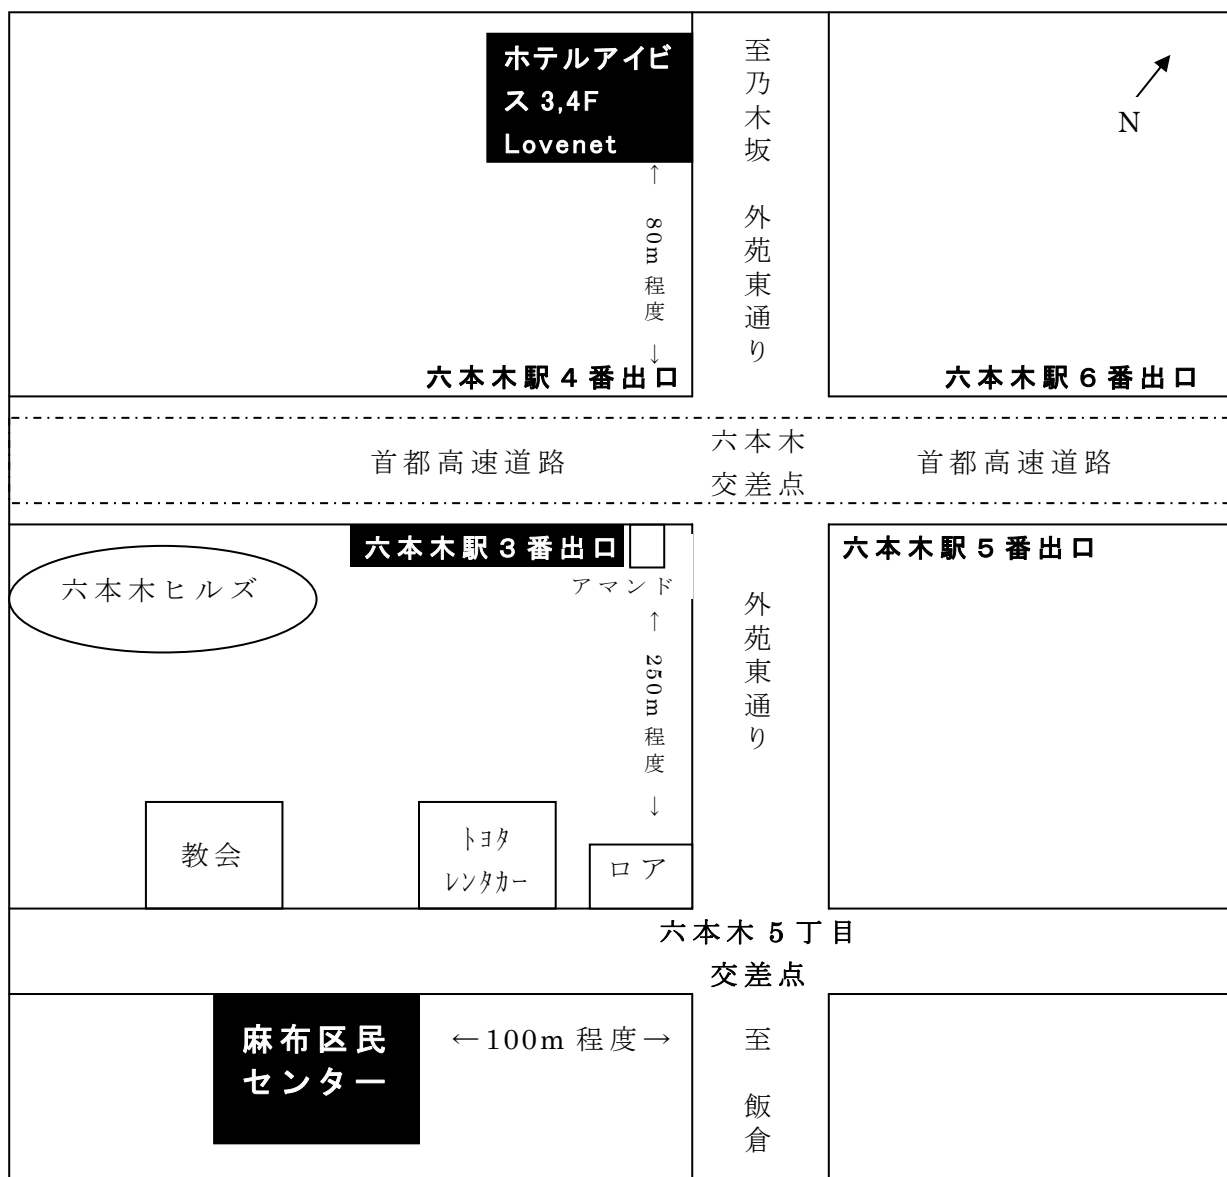 ホテルアイビ
ス 3,4F
Lovenet
至乃木坂 外苑東通り
N
↑ 80m 程度 ↓
六本木駅４番出口
六本木駅６番出口
首都高速道路
六本木
交差点
首都高速道路
六本木駅３番出口
六本木駅５番出口
アマンド
六本木ヒルズ
↑ 250m 程度 ↓
外苑東通り
教会
ﾄﾖﾀ
ﾚﾝﾀｶｰ
ロア
六本木 5 丁目
交差点
麻布区民
センター
←100m 程度→
至 飯倉